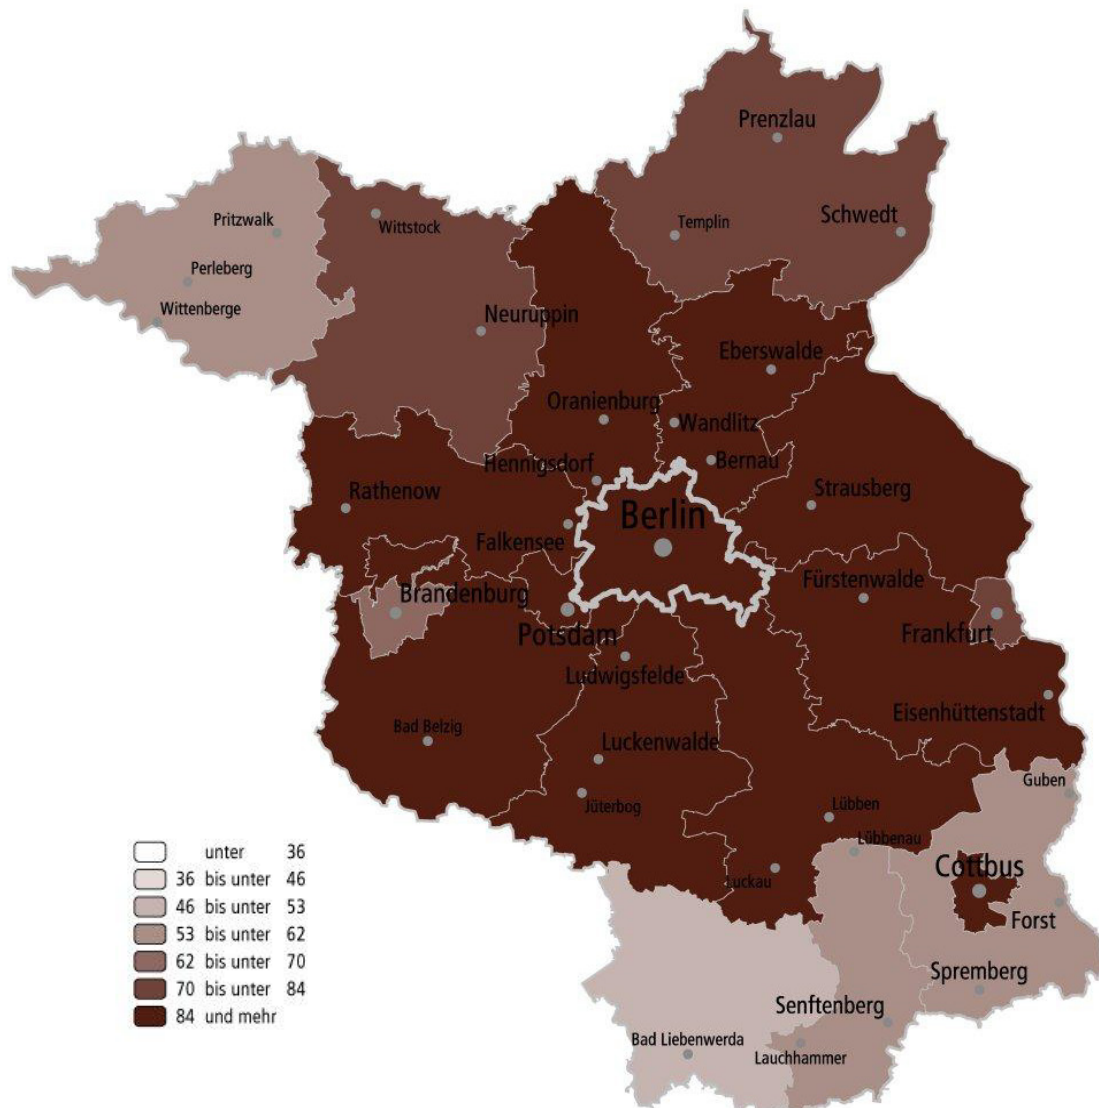 Prenzlau
Schwedt
Templin
Pritzwalk
Wittstock
Perleberg
Wittenberge
Neuruppin
Eberswalde
Oranienburg
Wandlitz
Hennigsdorf
Bernau
Rathenow
Strausberg
Berlin
Falkensee
Fürstenwalde
Brandenburg
Potsdam
Frankfurt
Ludwigsfelde
Eisenhüttenstadt
Bad Belzig
Luckenwalde
Guben
Jüterbog
Lübben
Lübbenau
Cottbus
Luckau
Forst
Spremberg
Senftenberg
Bad Liebenwerda
Lauchhammer
unter 36
36 bis unter 46
46 bis unter 53
53 bis unter 62
62 bis unter 70
70 bis unter 84
84 und mehr